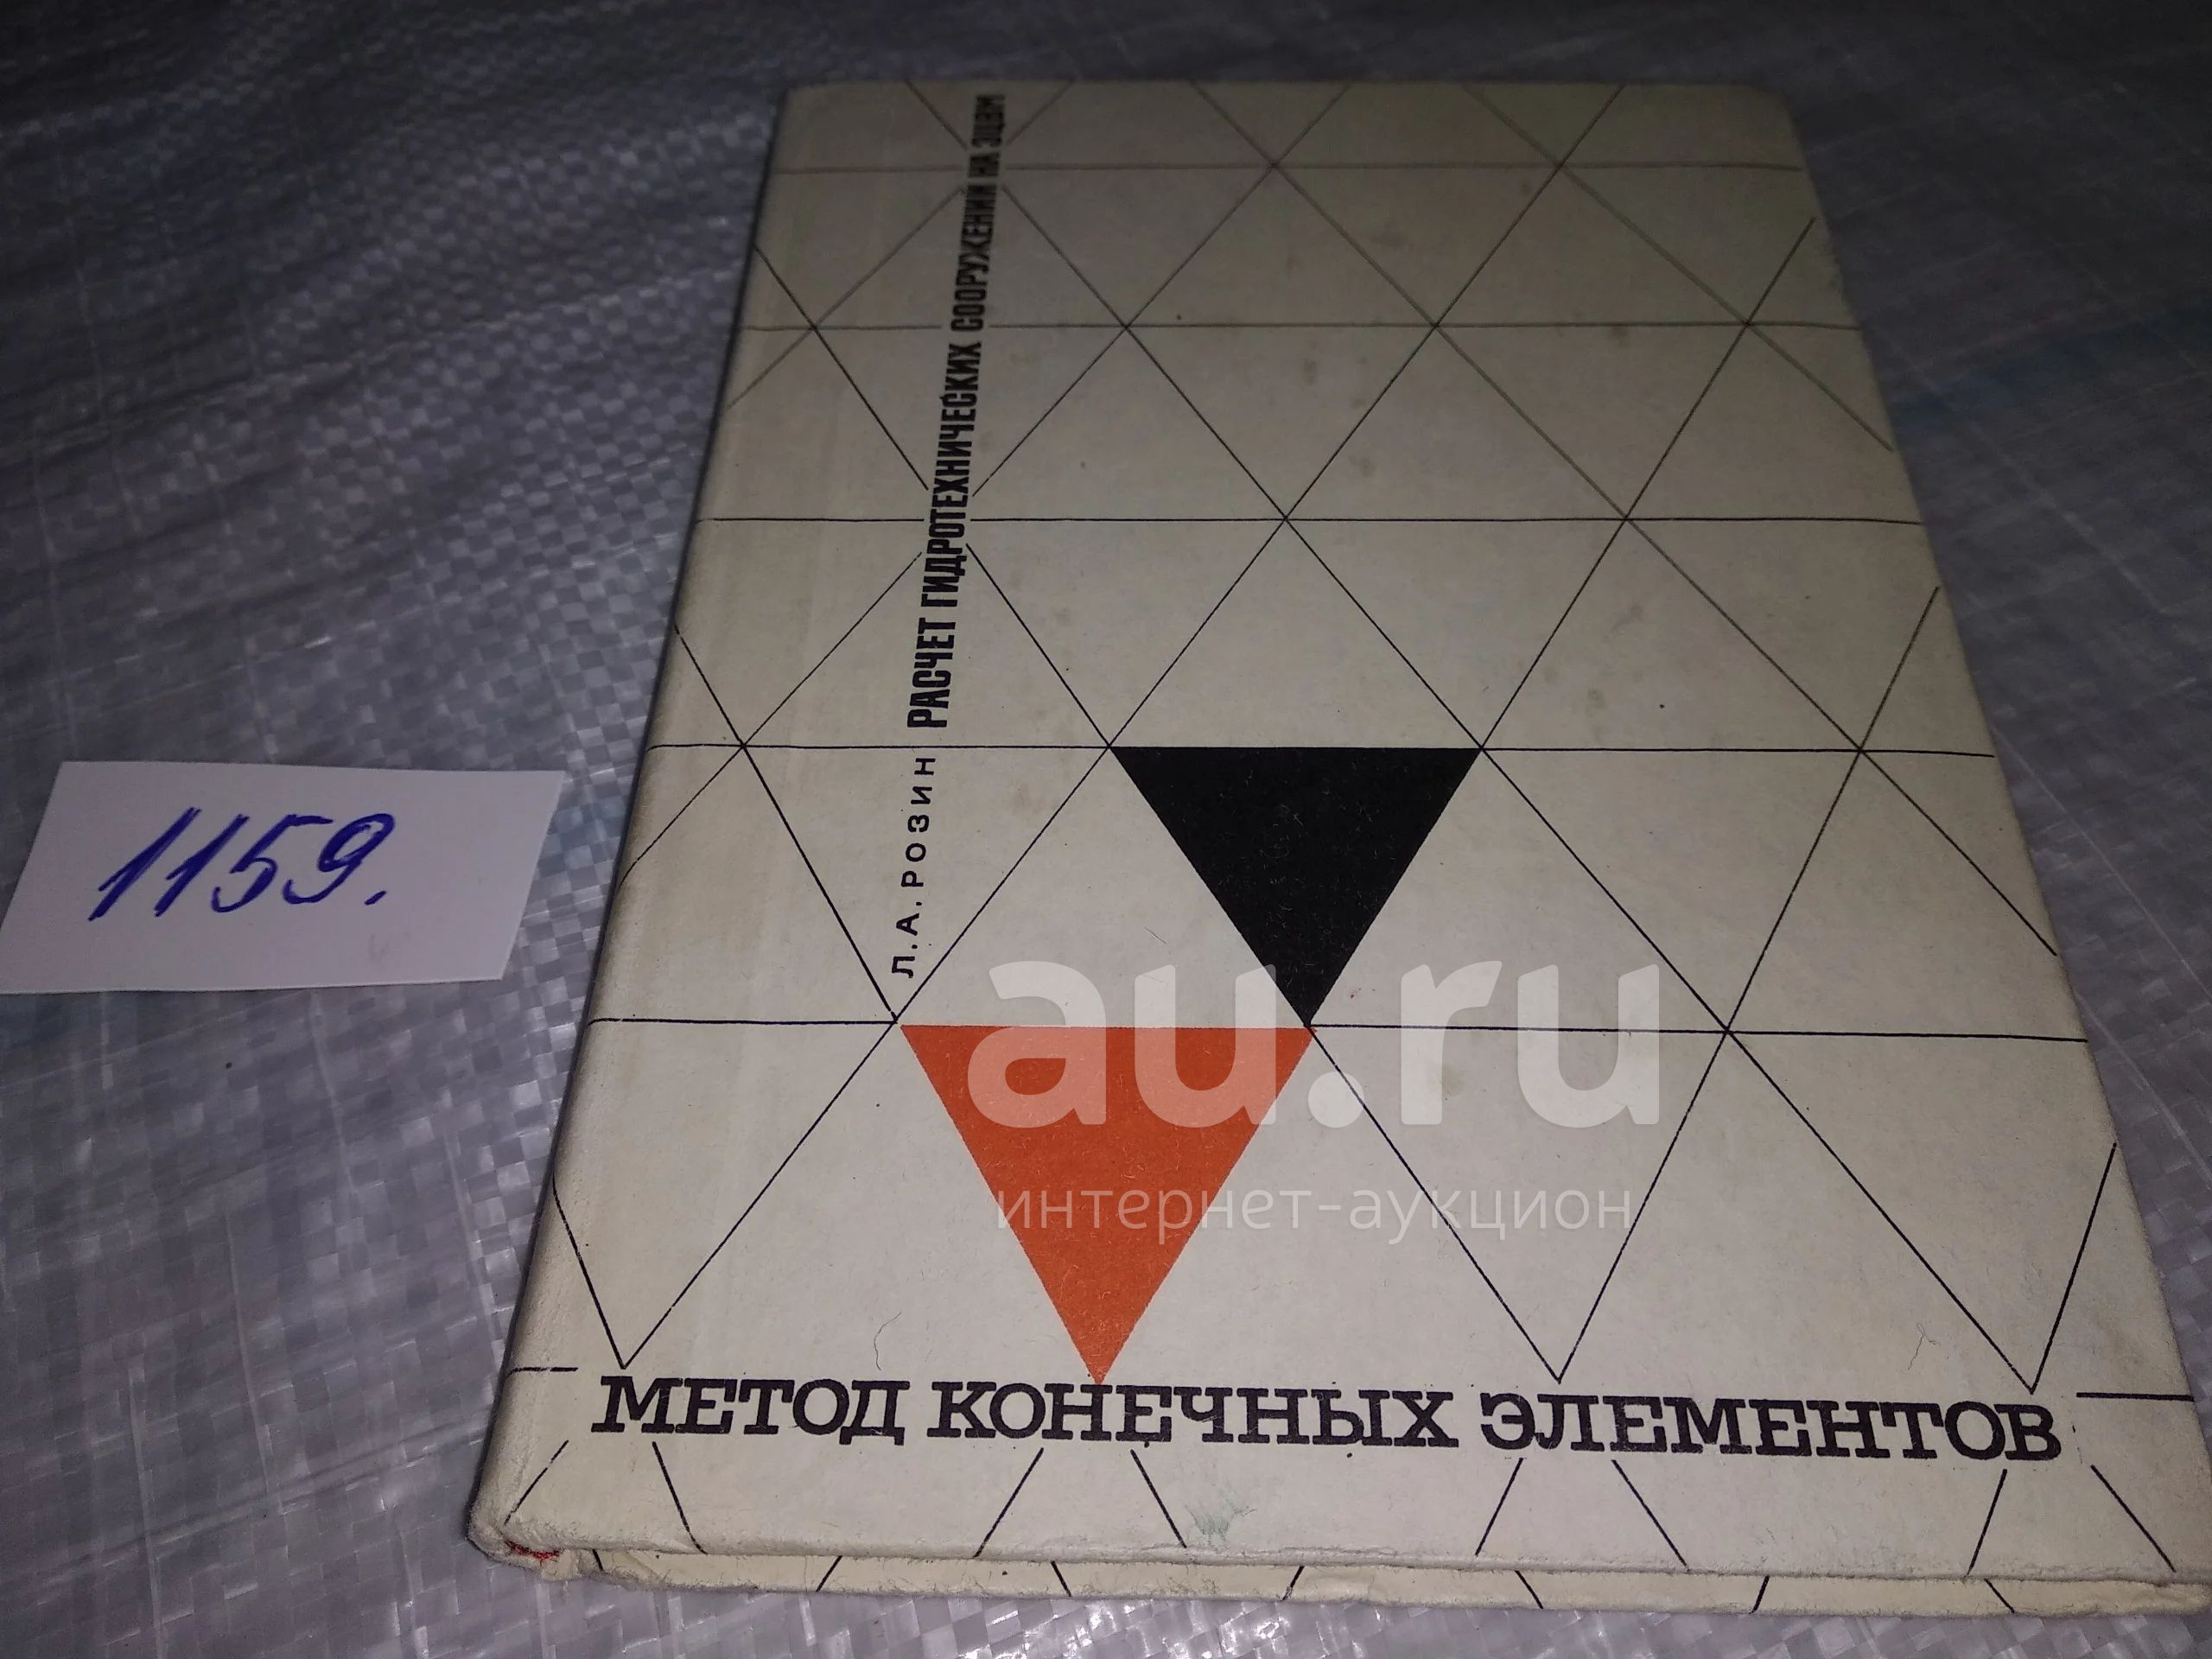 Л. А. РОЗИН РАСЧЕТ ГИДРОТЕХНИЧЕСКИХ СООРУЖЕНИЙ НА ЭЦВМ
1159.
au.ru
интернет-аукцион
МЕТОД КОНЕЧНЫХ ЭЛЕМЕНТОВ